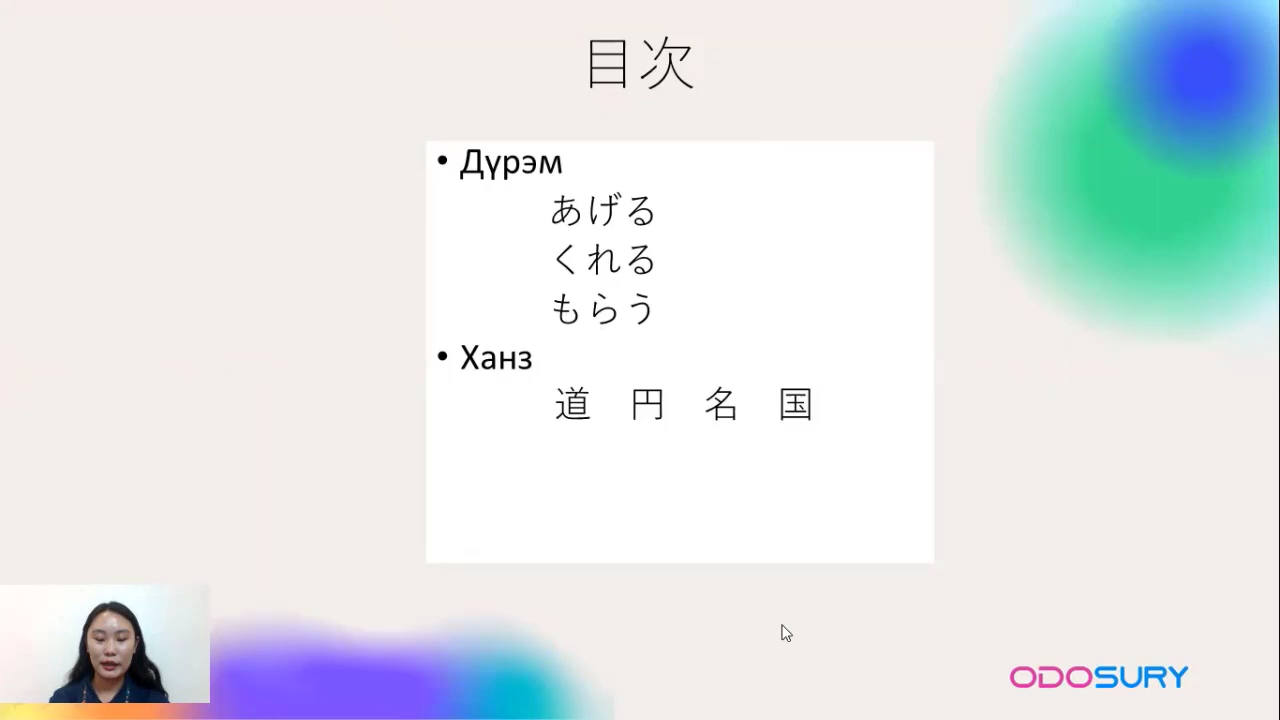 目次
• Дүрэм
あげる
くれる
もらう
• Ханз
道 円 名 国
ODOSURY